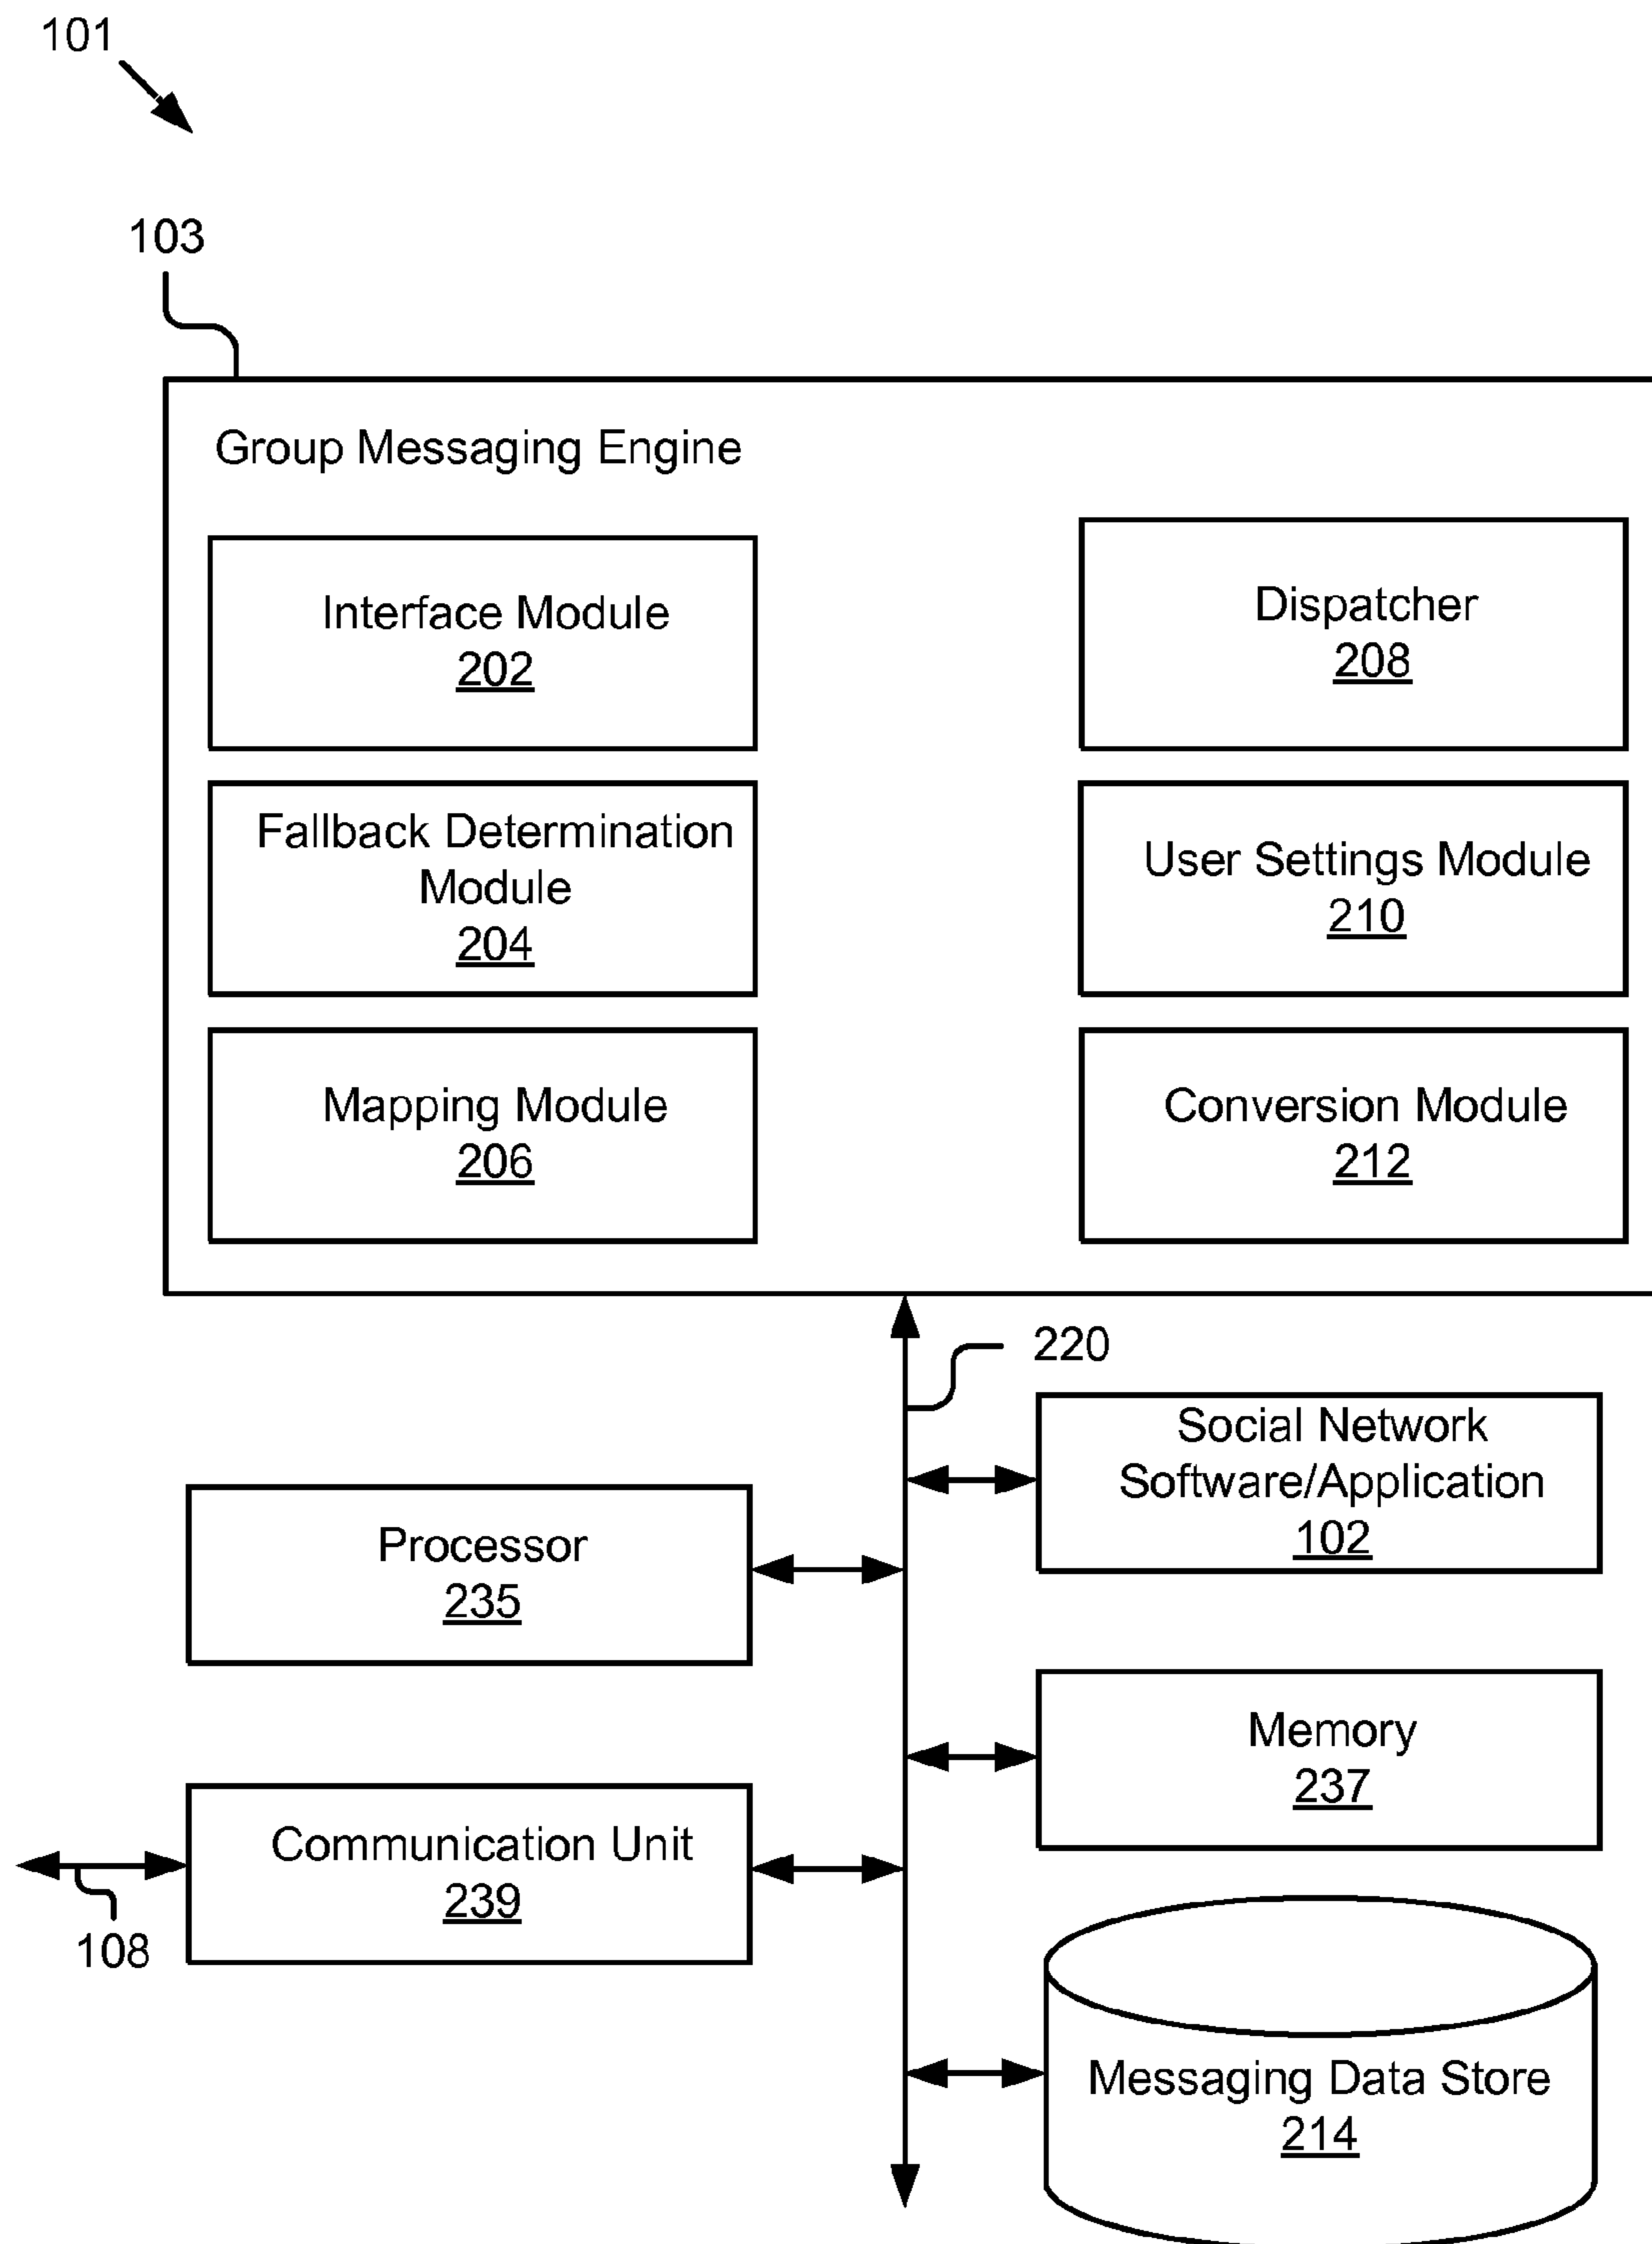 101
103
Group Messaging Engine
Interface Module
202
Dispatcher
208
Fallback Determination
Module
204
User Settings Module
210
Mapping Module
206
Conversion Module
212
220
Social Network
Software/Application
102
Processor
235
Memory
237
Communication Unit
239
108
Messaging Data Store
214